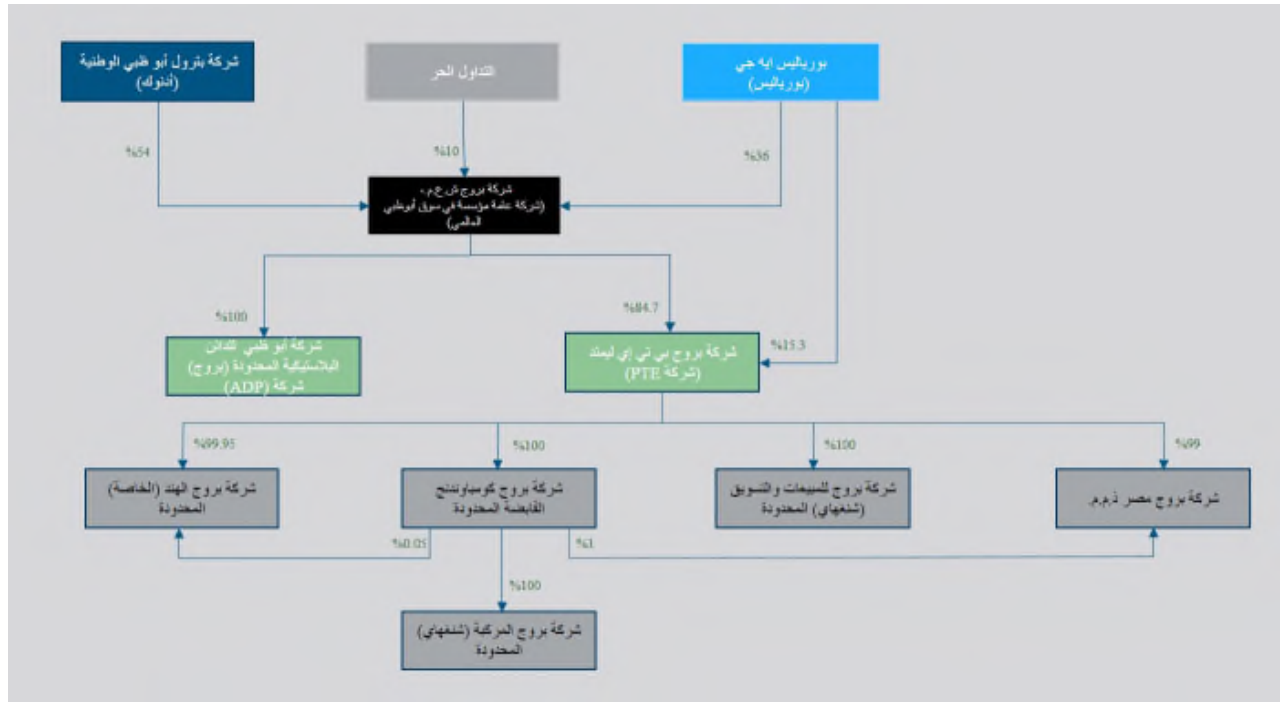 شركة بترول أبو ظبي الوطنية
(أدنوك)
التداول الحر
بورياليس ايه جي
(بورياليس)
%54
%10
%36
شركة بروج ش.ع.م.
(شركة عامة مؤسسة في سوق أبوظبي
العالمي)
%100
%84.7
%15.3
شركة أبو ظبي للدائن
البلاستيكية المحدودة (بروج)
شركة (ADP)
شركة بروج بي تي إي ليمتد
(شركة PTE)
%99.95
%100
%100
%99
شركة بروج الهند (الخاصة)
المحدودة
شركة بروج كومباوندنج
القابضة المحدودة
شركة بروج للمبيعات والتسويق
(شنغهاي) المحدودة
شركة بروج مصر ذ.م.م.
%0.05
%1
%100
شركة بروج المركبة (شنغهاي)
المحدودة